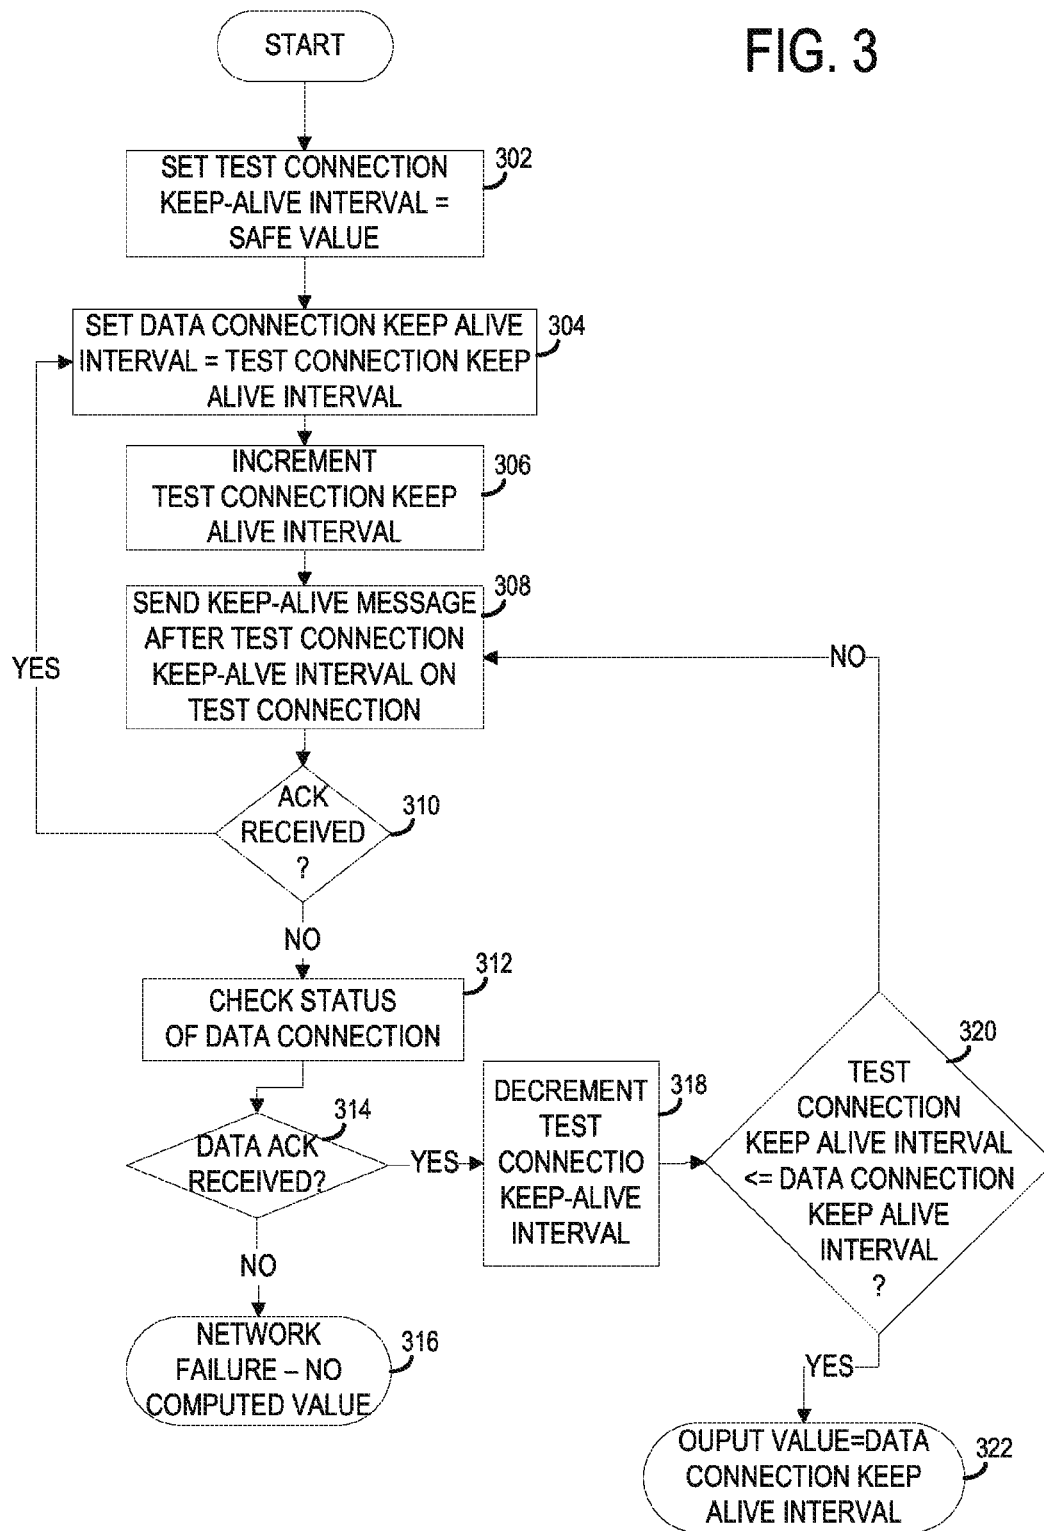 START
FIG. 3
SET TEST CONNECTION
KEEP-ALIVE INTERVAL =
SAFE VALUE
302
SET DATA CONNECTION KEEP ALIVE
INTERVAL = TEST CONNECTION KEEP
ALIVE INTERVAL
304
INCREMENT
TEST CONNECTION KEEP
ALIVE INTERVAL
306
SEND KEEP-ALIVE MESSAGE
AFTER TEST CONNECTION
KEEP-ALVE INTERVAL ON
TEST CONNECTION
308
YES
NO
ACK
RECEIVED
?
310
NO
CHECK STATUS
OF DATA CONNECTION
312
DATA ACK
RECEIVED?
314
YES
DECREMENT
TEST
CONNECTIO
KEEP-ALIVE
INTERVAL
318
TEST
CONNECTION
KEEP ALIVE INTERVAL
<= DATA CONNECTION
KEEP ALIVE
INTERVAL
?
320
NO
NETWORK
FAILURE – NO
COMPUTED VALUE
316
YES
OUPUT VALUE=DATA
CONNECTION KEEP
ALIVE INTERVAL
322